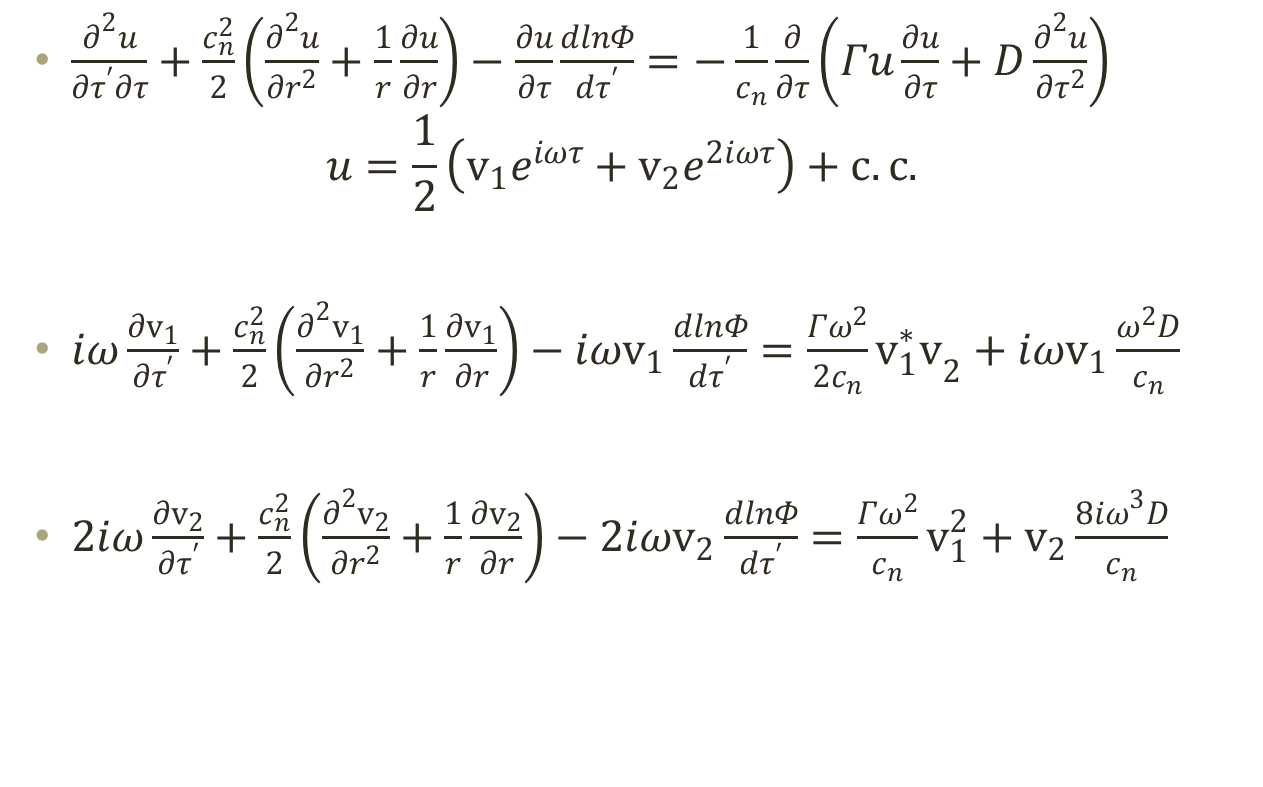 • ∂²u/∂τ′∂τ + c_n²/2 (∂²u/∂r² + 1/r ∂u/∂r) − ∂u/∂τ dlnΦ/dτ′ = − 1/c_n ∂/∂τ (Γu ∂u/∂τ + D ∂²u/∂τ²)
u = 1/2 (v₁e^{iωτ} + v₂e^{2iωτ}) + c.c.
• iω ∂v₁/∂τ′ + c_n²/2 (∂²v₁/∂r² + 1/r ∂v₁/∂r) − iωv₁ dlnΦ/dτ′ = Γω²/2c_n v₁*v₂ + iωv₁ ω²D/c_n
• 2iω ∂v₂/∂τ′ + c_n²/2 (∂²v₂/∂r² + 1/r ∂v₂/∂r) − 2iωv₂ dlnΦ/dτ′ = Γω²/c_n v₁² + v₂ 8iω³D/c_n